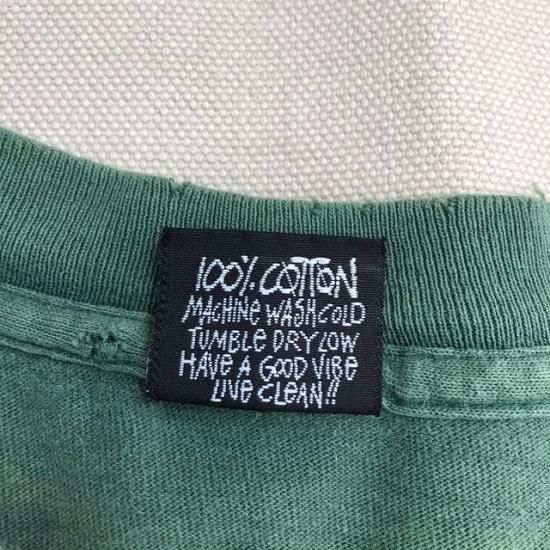 100% COTTON
MACHINE WASH COLD
TUMBLE DRY LOW
HAVE A GOOD VIBE
LIVE CLEAN!!